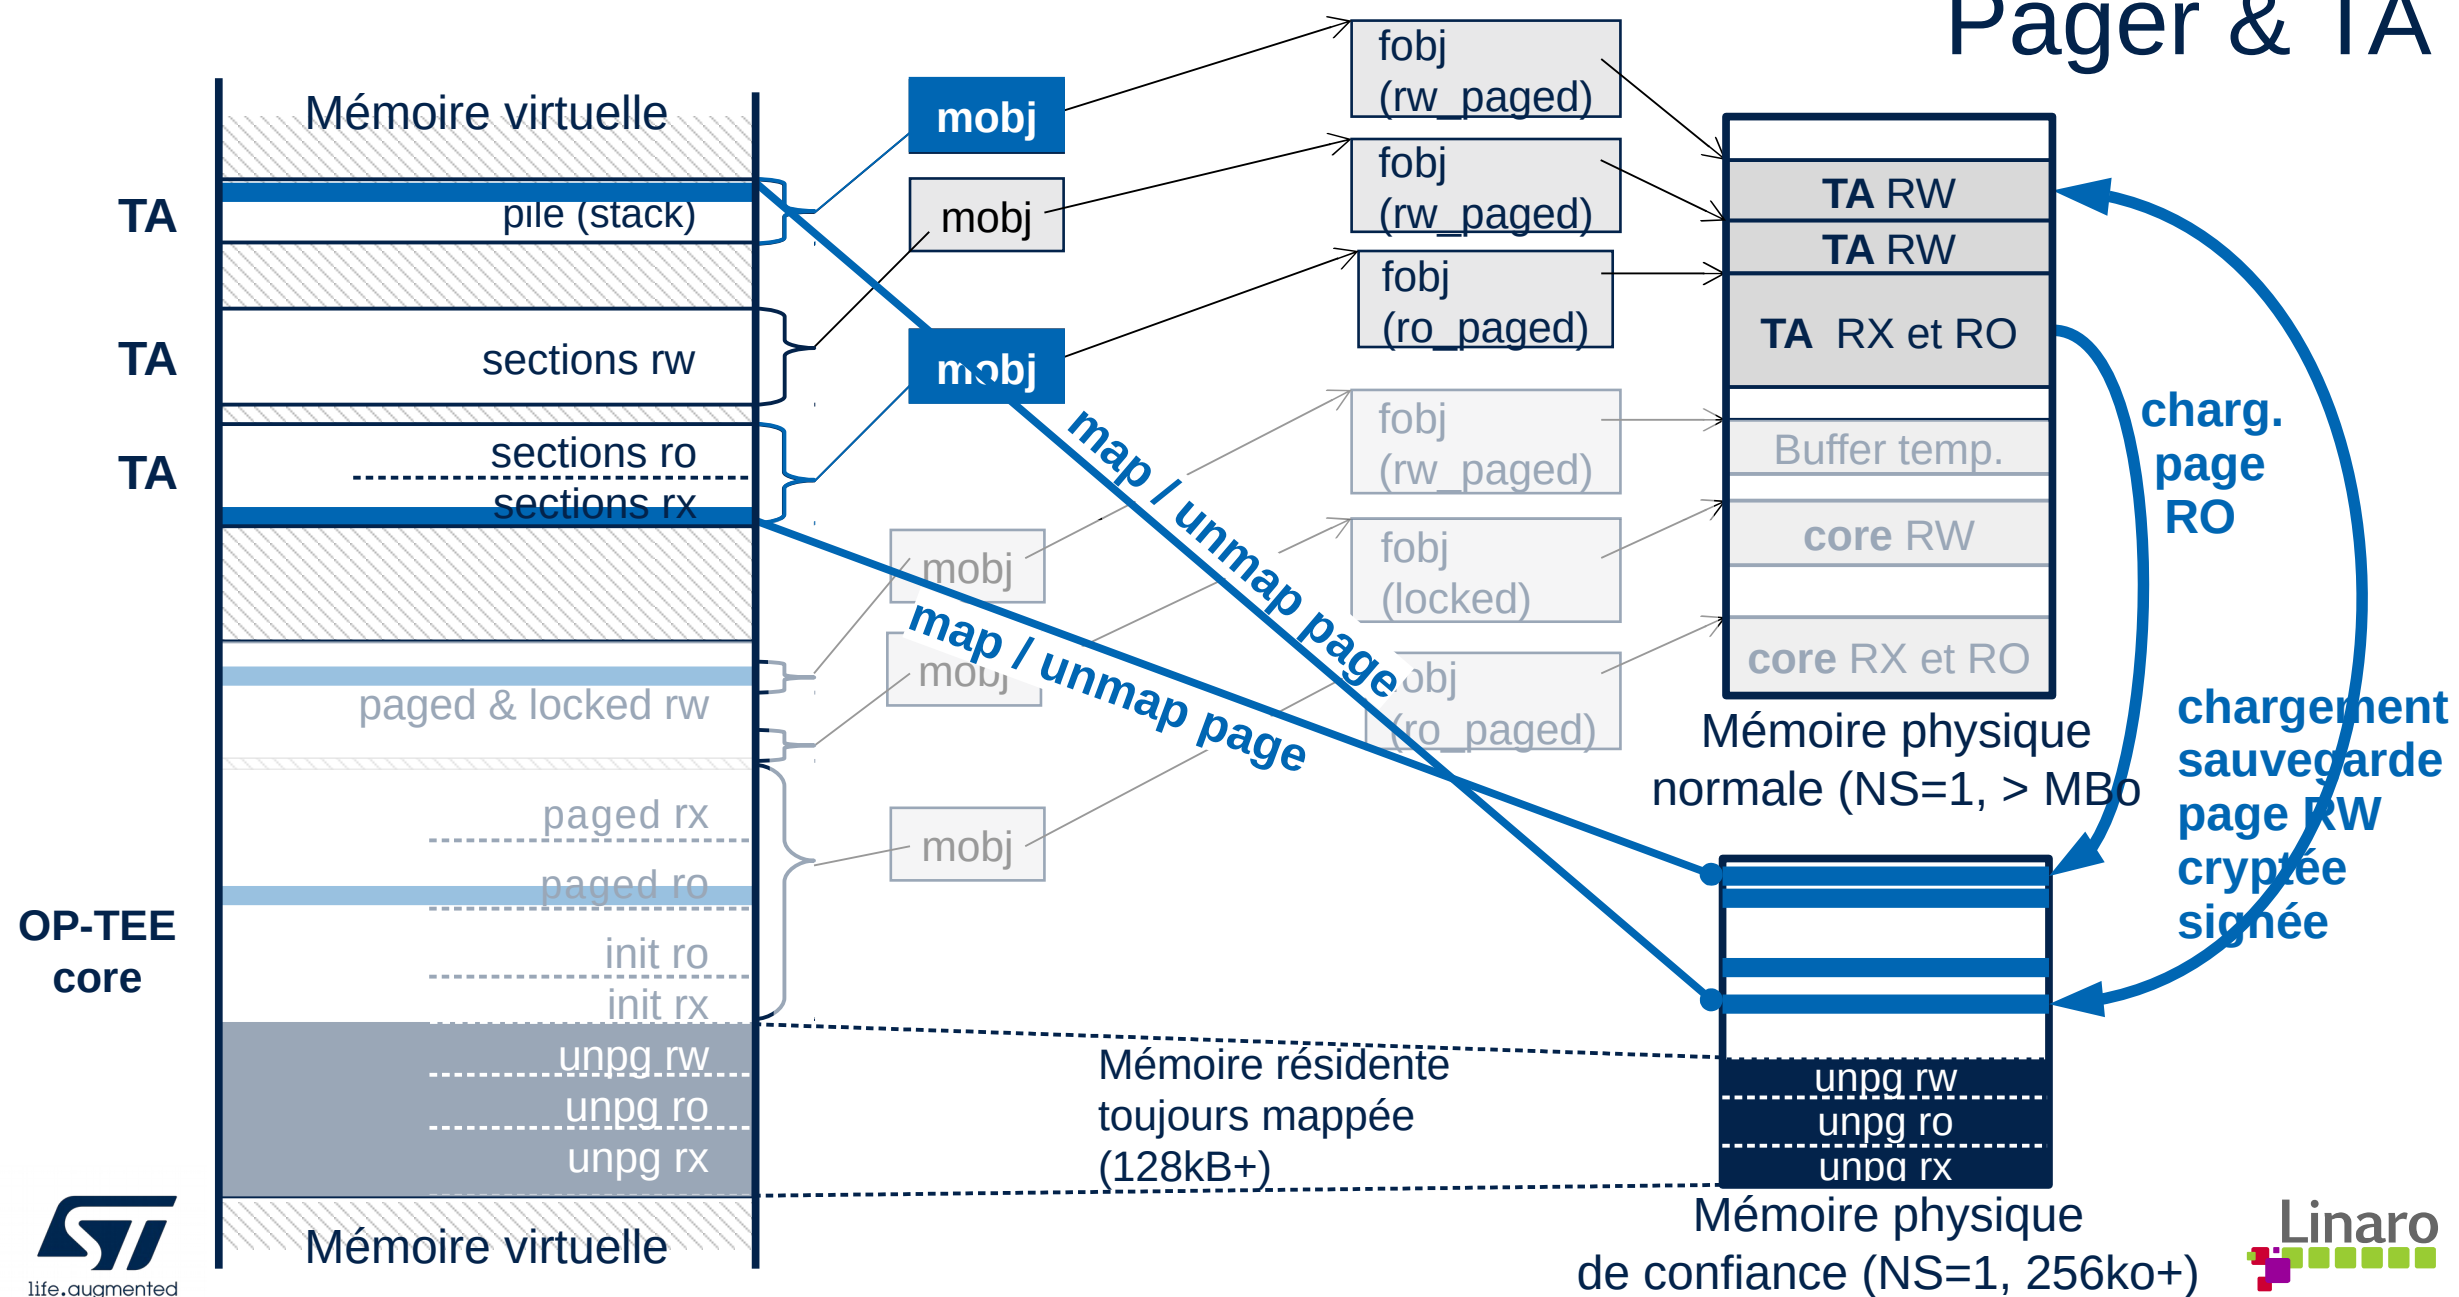 Pager & TA
Mémoire virtuelle
TA
pile (stack)
TA
sections rw
TA
sections ro
sections rx
paged & locked rw
paged rx
paged ro
OP-TEE
core
init ro
init rx
unpg rw
unpg ro
unpg rx
Mémoire virtuelle
mobj
mobj
mobj
mobj
mobj
mobj
fobj
(rw_paged)
fobj
(rw_paged)
fobj
(ro_paged)
fobj
(rw_paged)
fobj
(locked)
fobj
(ro_paged)
map / unmap page
map / unmap page
TA RW
TA RW
TA RX et RO
Buffer temp.
core RW
core RX et RO
Mémoire physique
normale (NS=1, > MBo
charg.
page
RO
chargement
sauvegarde
page RW
cryptée
signée
Mémoire résidente
toujours mappée
(128kB+)
unpg rw
unpg ro
unpg rx
Mémoire physique
de confiance (NS=1, 256ko+)
ST
life.augmented
Linaro